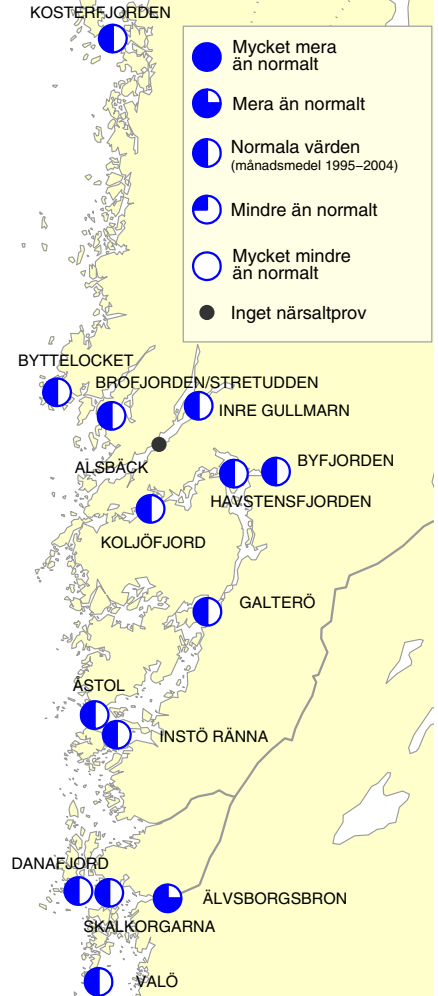 KOSTERFJORDEN
Mycket mera
än normalt
Mera än normalt
Normala värden
(månadsmedel 1995–2004)
Mindre än normalt
Mycket mindre
än normalt
Inget närsaltprov
BYTTELOCKET
BROFJORDEN/STRETUDDEN
INRE GULLMARN
ALSBÄCK
BYFJORDEN
HAVSTENSFJORDEN
KOLJÖFJORD
GALTERÖ
ÅSTOL
INSTÖ RÄNNA
DANAFJORD
ÄLVSBORGSBRON
SKALKORGARNA
VALÖ